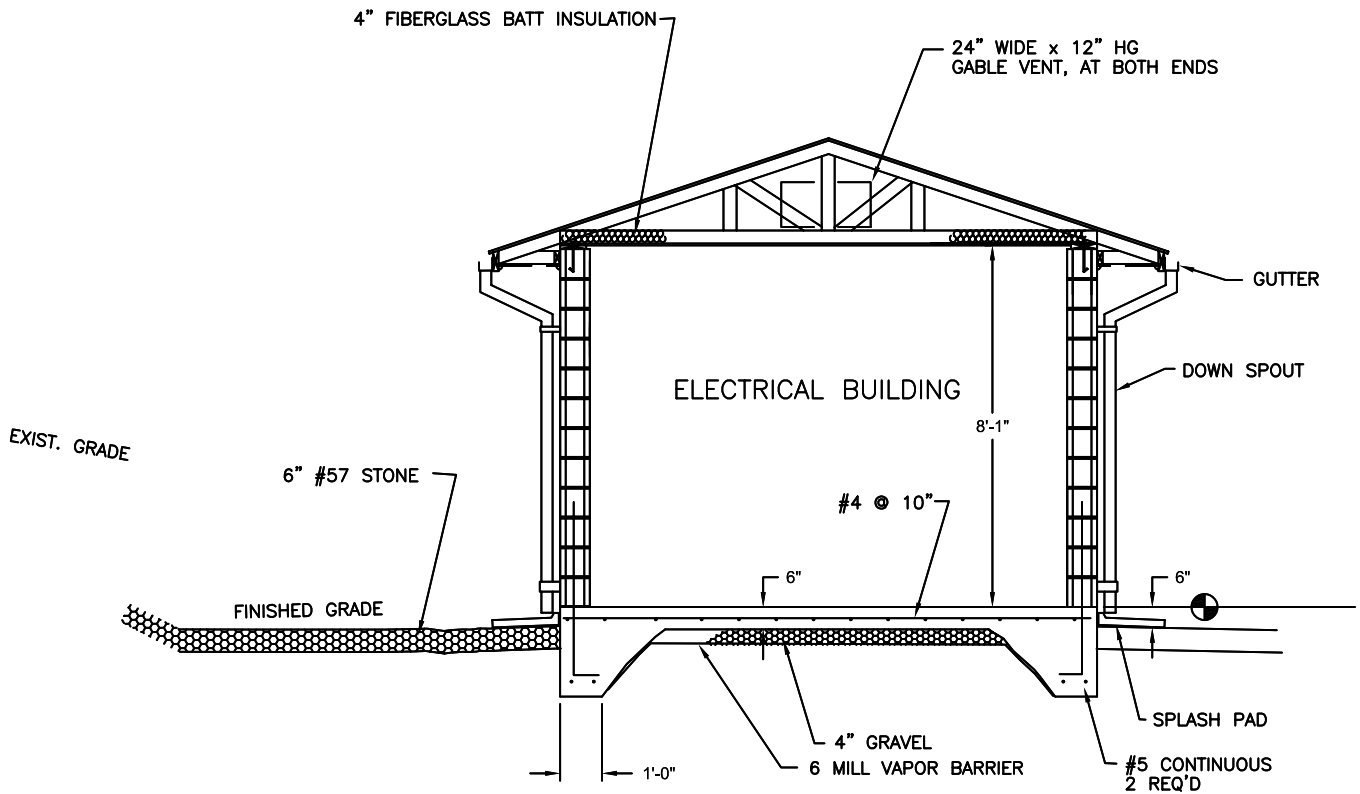 4” FIBERGLASS BATT INSULATION
24” WIDE x 12” HG
GABLE VENT, AT BOTH ENDS
GUTTER
DOWN SPOUT
ELECTRICAL BUILDING
8'-1"
EXIST. GRADE
6” #57 STONE
#4 @ 10”
6"
6"
FINISHED GRADE
SPLASH PAD
4” GRAVEL
6 MILL VAPOR BARRIER
1'-0"
#5 CONTINUOUS
2 REQ'D